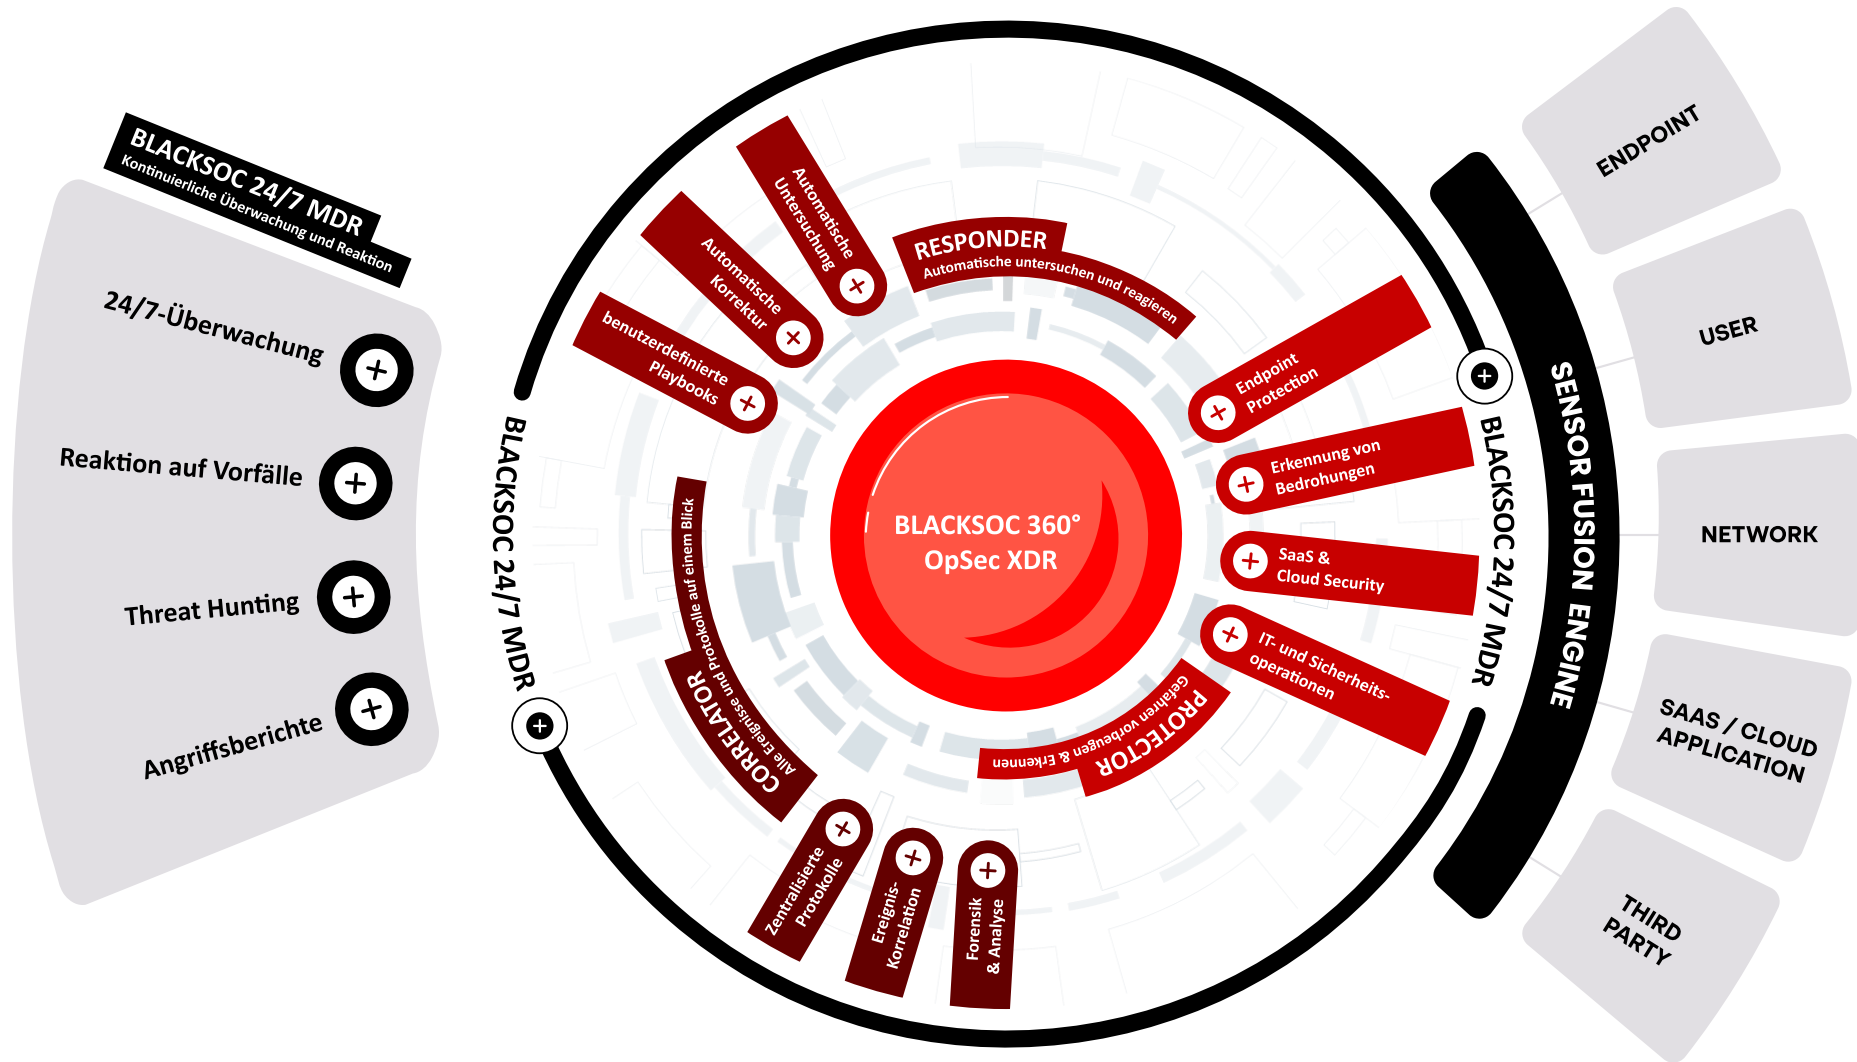 BLACKSOC 24/7 MDR
Kontinuierliche Überwachung und Reaktion
24/7-Überwachung
Reaktion auf Vorfälle
Threat Hunting
Angriffsberichte
BLACKSOC 24/7 MDR
Automatische
Untersuchung
Automatische
Korrektur
benutzerdefinierte
Playbooks
RESPONDER
Automatische untersuchen und reagieren
BLACKSOC 360°
OpSec XDR
CORRELATOR
Alle Ereignisse und Protokolle auf einem Blick
Zentralisierte
Protokolle
Ereignis-
Korrelation
Forensik
& Analyse
PROTECTOR
Gefahren vorbeugen & Erkennen
Endpoint
Protection
Erkennung von
Bedrohungen
SaaS &
Cloud Security
IT- und Sicherheits-
operationen
BLACKSOC 24/7 MDR
SENSOR FUSION ENGINE
ENDPOINT
USER
NETWORK
SAAS / CLOUD
APPLICATION
THIRD
PARTY